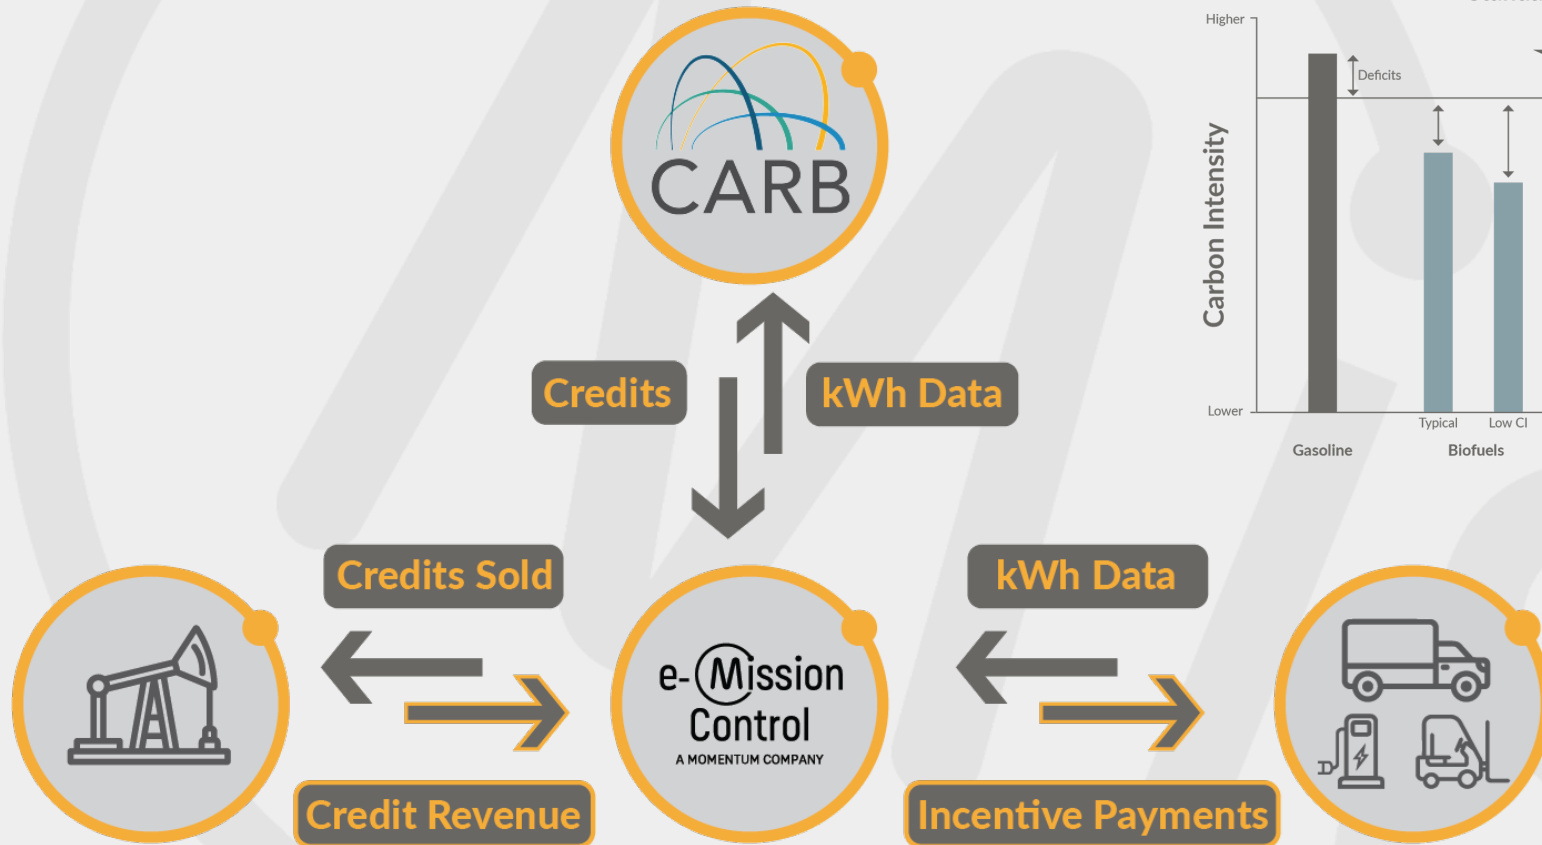 CARB
Credits
kWh Data
Credits Sold
Credit Revenue
e-Mission
Control
A MOMENTUM COMPANY
kWh Data
Incentive Payments
Higher
Deficits
Carbon Intensity
Lower
Typical
Low CI
Gasoline
Biofuels